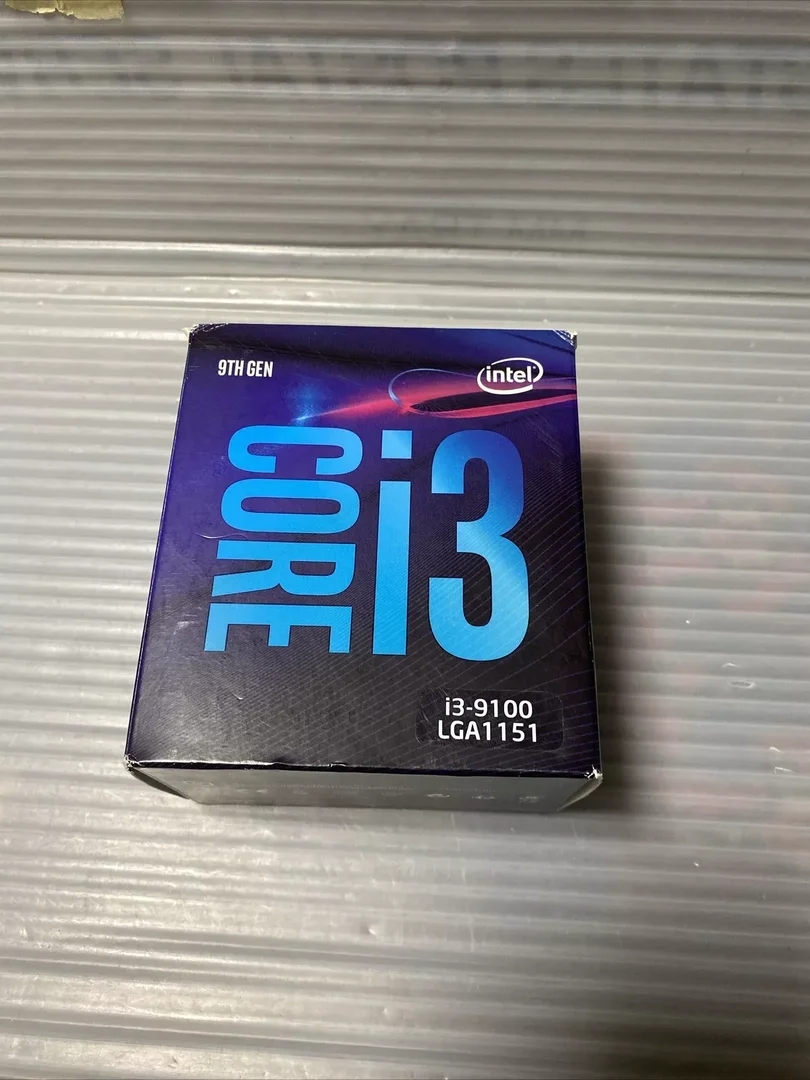 9TH GEN
intel
CORE i3
i3-9100
LGA1151